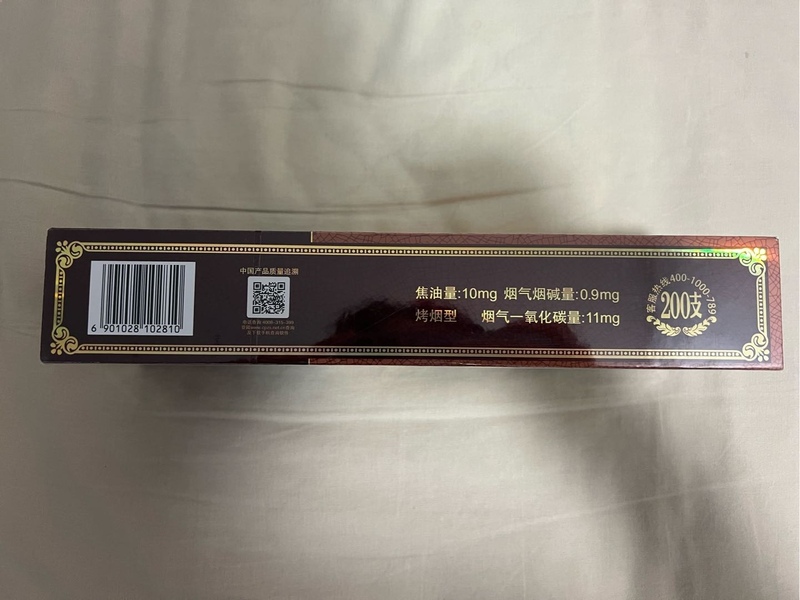 6 901028 102810
中国产品质量追溯
焦油量:10mg 烟气烟碱量:0.9mg
烤烟型 烟气一氧化碳量:11mg
客服热线400-1000-789
200支